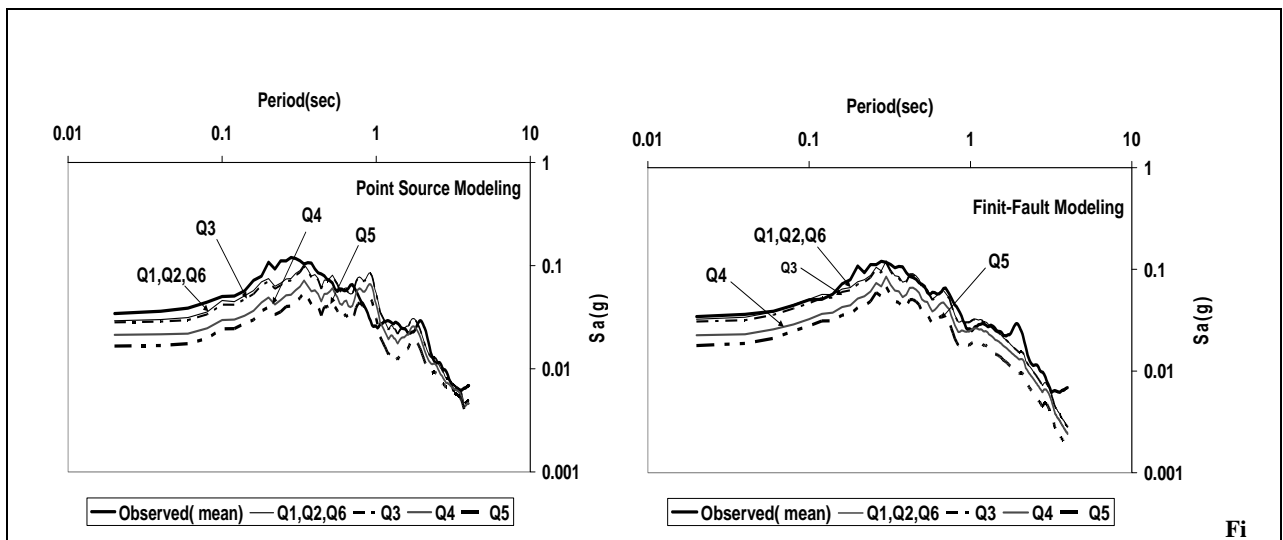 Period(sec)
0.01 0.1 1 10
1
0.1
0.01
0.001
Sa(g)
Point Source Modeling
Q3
Q4
Q5
Q1,Q2,Q6
Observed( mean) Q1,Q2,Q6 Q3 Q4 Q5
Period(sec)
0.01 0.1 1 10
1
0.1
0.01
0.001
Sa(g)
Finit-Fault Modeling
Q1,Q2,Q6
Q3
Q4
Q5
Observed( mean) Q1,Q2,Q6 Q3 Q4 Q5
Fi